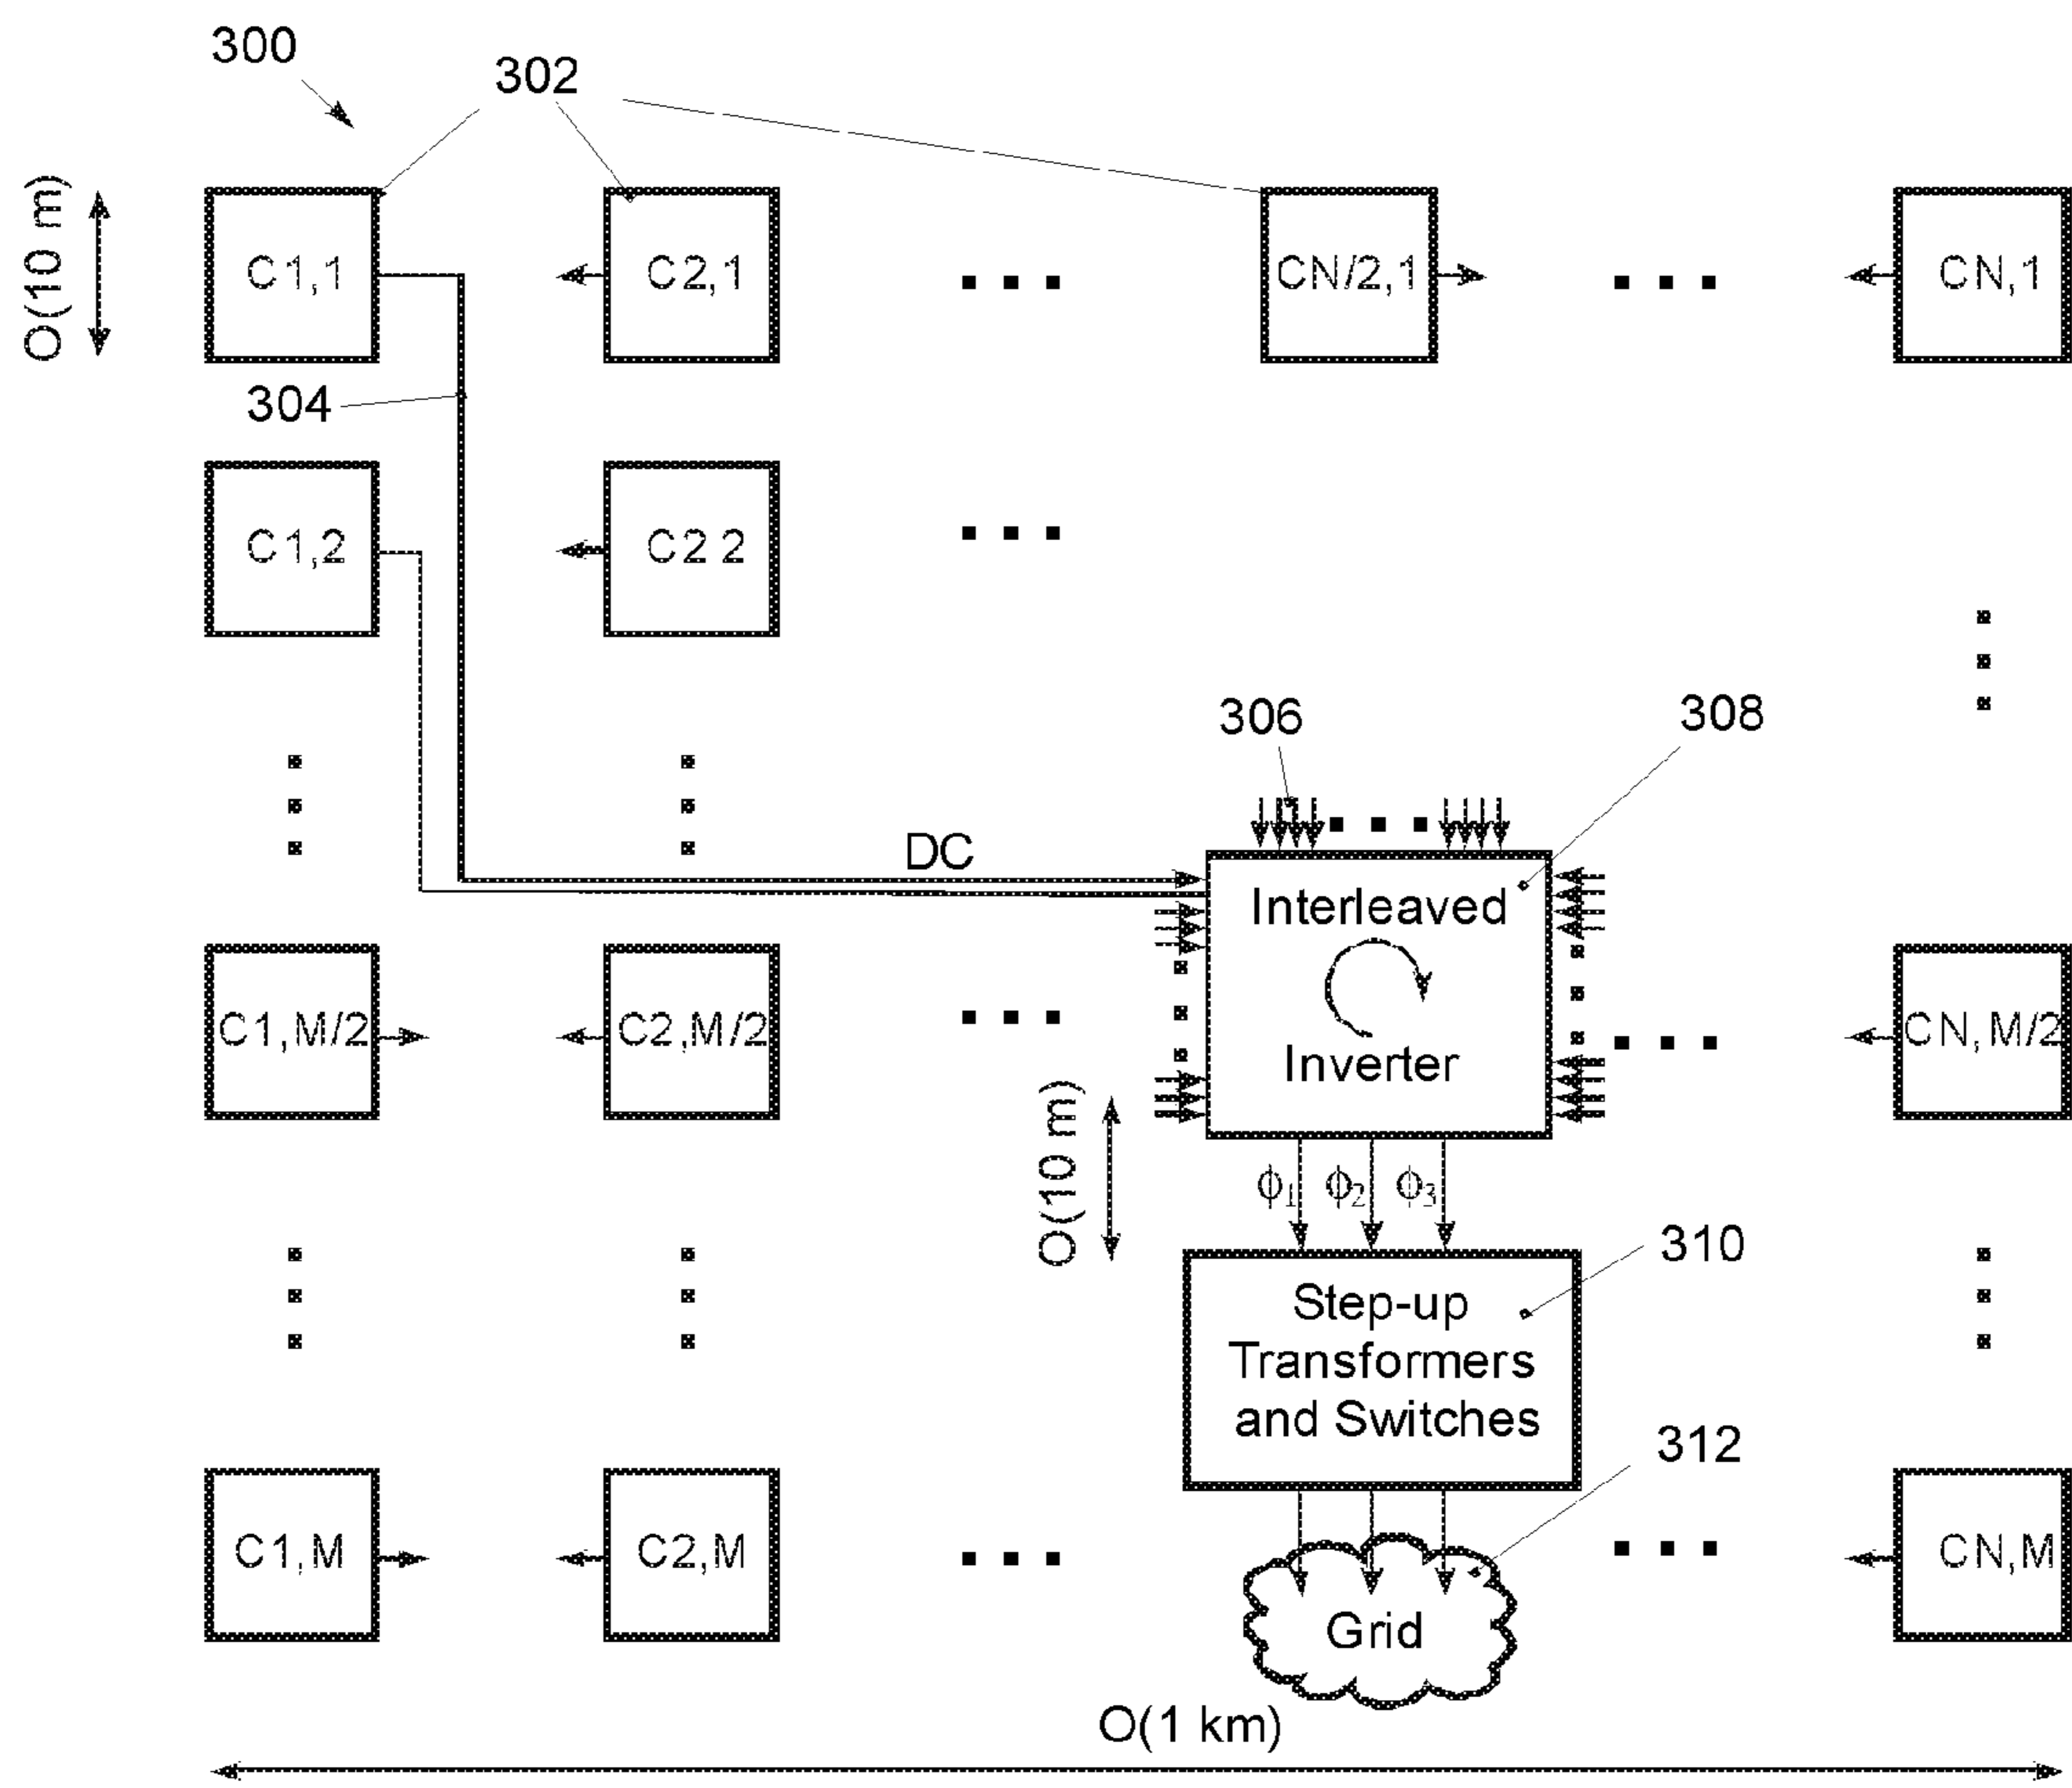 300
302
O(10 m)
C1,1
C2,1
CN/2,1
CN,1
304
C1,2
C2 2
306
308
DC
Interleaved
Inverter
C1,M/2
C2,M/2
CN,M/2
O(10 m)
ϕ1 ϕ2 ϕ3
310
Step-up
Transformers
and Switches
312
C1,M
C2,M
CN,M
Grid
O(1 km)